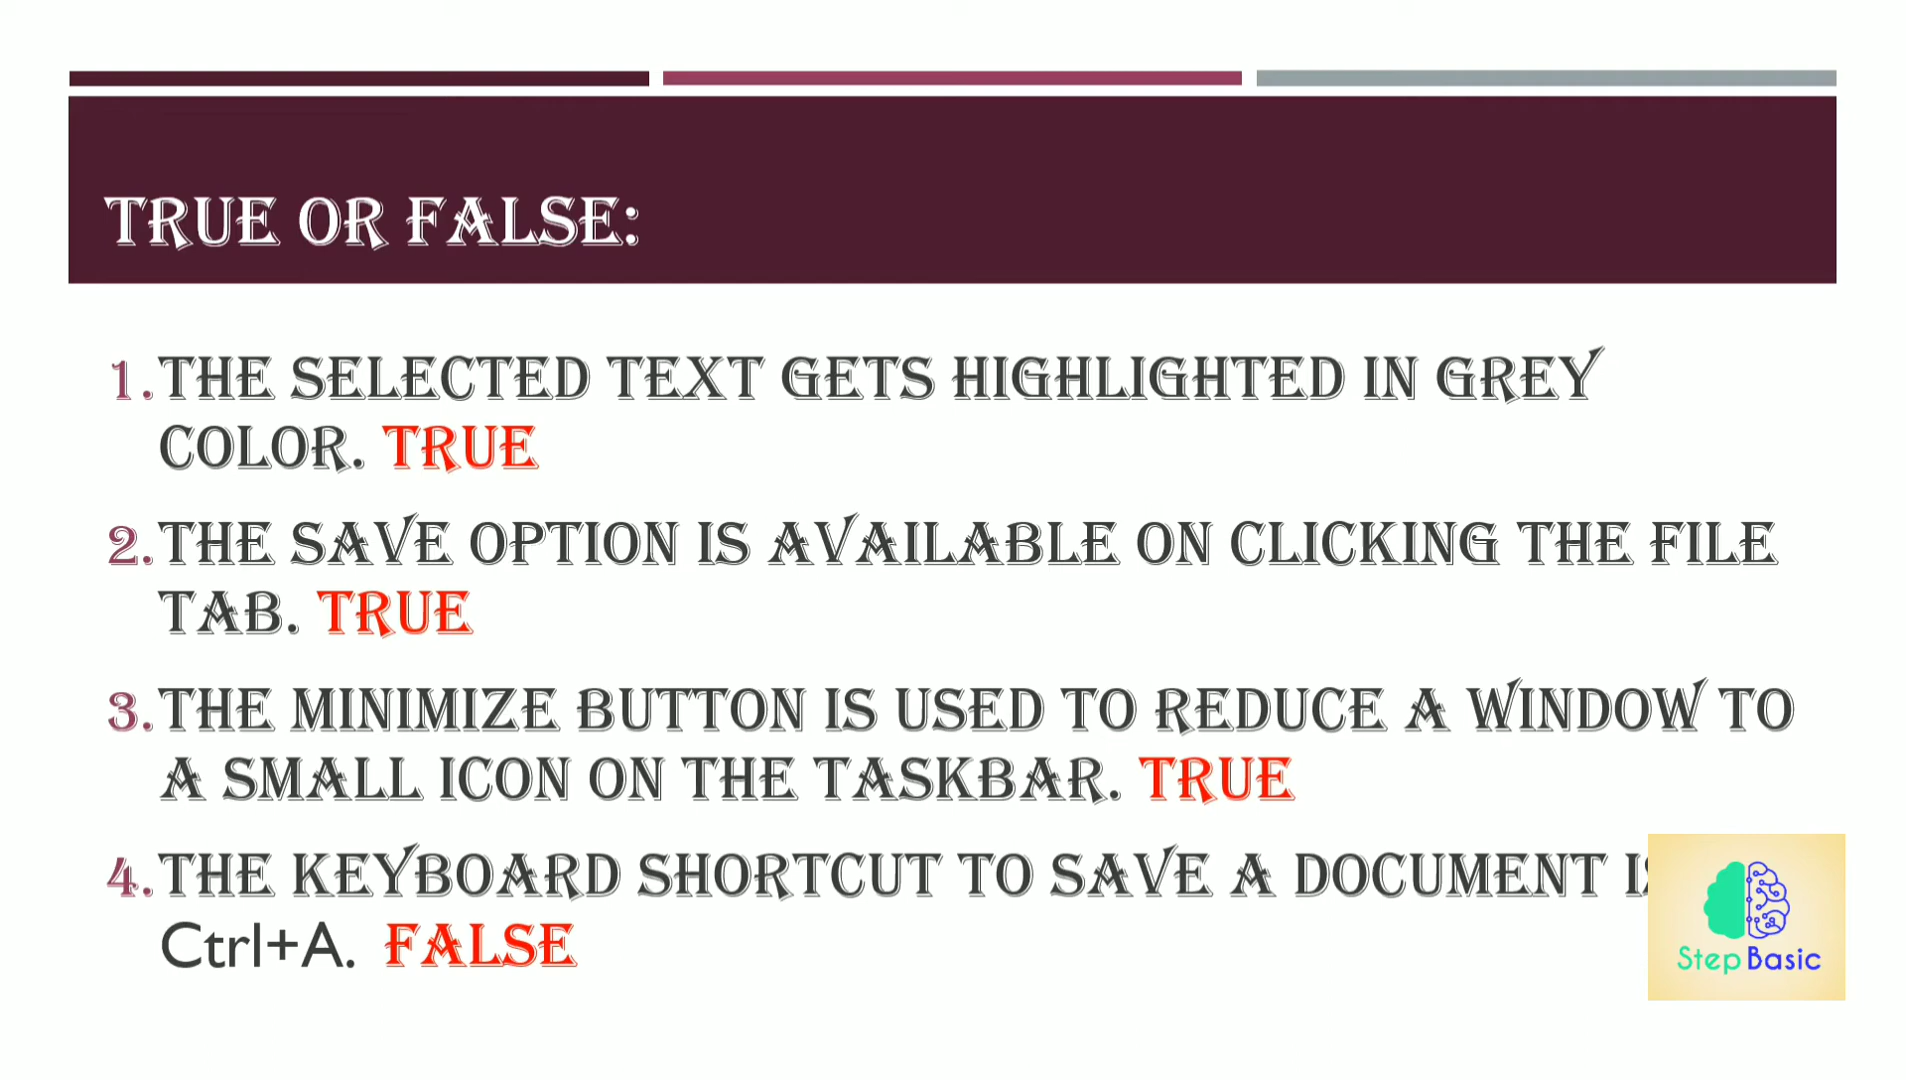 TRUE OR FALSE:
1. THE SELECTED TEXT GETS HIGHLIGHTED IN GREY
COLOR. TRUE
2. THE SAVE OPTION IS AVAILABLE ON CLICKING THE FILE
TAB. TRUE
3. THE MINIMIZE BUTTON IS USED TO REDUCE A WINDOW TO
A SMALL ICON ON THE TASKBAR. TRUE
4. THE KEYBOARD SHORTCUT TO SAVE A DOCUMENT IS
Ctrl+A. FALSE
Step Basic